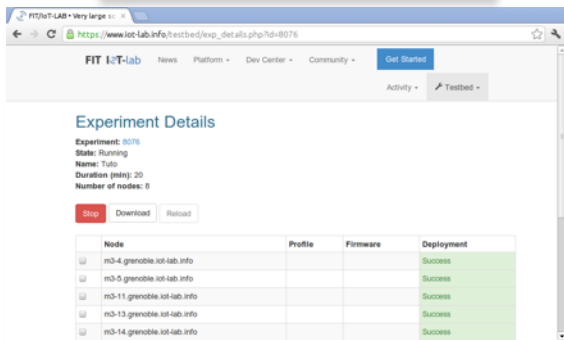 FIT/IoT-LAB • Very large sc
https://www.iot-lab.info/testbed/exp_details.php?id=8076
FIT IoT-lab News Platform Dev Center Community Get Started
Activity Testbed
Experiment Details
Experiment: 8076
State: Running
Name: Tuto
Duration (min): 20
Number of nodes: 8
Stop Download Reload
Node Profile Firmware Deployment
m3-4.grenoble.iot-lab.info Success
m3-5.grenoble.iot-lab.info Success
m3-11.grenoble.iot-lab.info Success
m3-13.grenoble.iot-lab.info Success
m3-14.grenoble.iot-lab.info Success